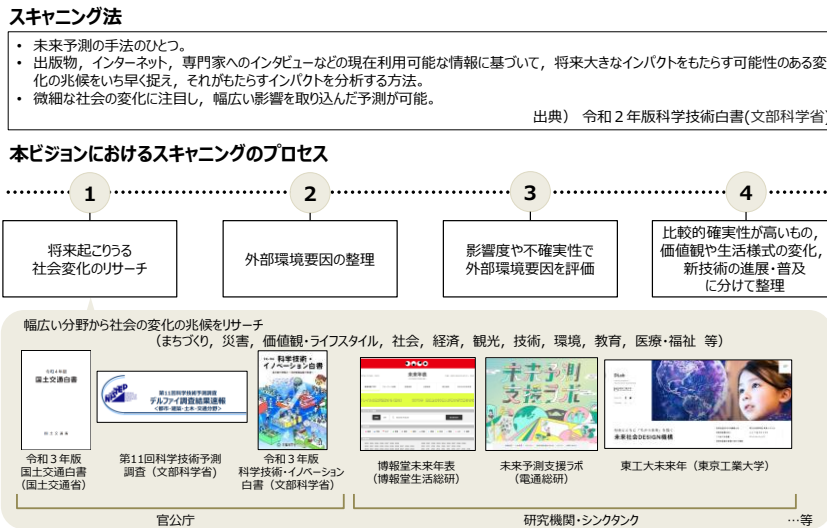 スキャニング法
• 未来予測の手法のひとつ。
• 出版物，インターネット，専門家へのインタビューなどの現在利用可能な情報に基づいて，将来大きなインパクトをもたらす可能性のある変
化の兆候をいち早く捉え，それがもたらすインパクトを分析する方法。
• 微細な社会の変化に注目し，幅広い影響を取り込んだ予測が可能。
出典） 令和２年版科学技術白書(文部科学省)
本ビジョンにおけるスキャニングのプロセス
1
2
3
4
将来起こりうる
社会変化のリサーチ
外部環境要因の整理
影響度や不確実性で
外部環境要因を評価
比較的確実性が高いもの，
価値観や生活様式の変化，
新技術の進展・普及
に分けて整理
幅広い分野から社会の変化の兆候をリサーチ
（まちづくり，災害，価値観・ライフスタイル，社会，経済，観光，技術，環境，教育，医療・福祉 等）
国土交通白書
国土交通省
NISTEP
第11回科学技術予測調査
デルファイ調査結果速報
<都市・建築・土木・交通分野>
科学技術・
イノベーション白書
未来年表
未来予測
支援ラボ
未来社会DESIGN機構
令和３年版
国土交通白書
（国土交通省）
第11回科学技術予測
調査（文部科学省）
令和３年版
科学技術・イノベーション
白書（文部科学省）
博報堂未来年表
（博報堂生活総研）
未来予測支援ラボ
（電通総研）
東工大未来年（東京工業大学）
官公庁
研究機関・シンクタンク
…等